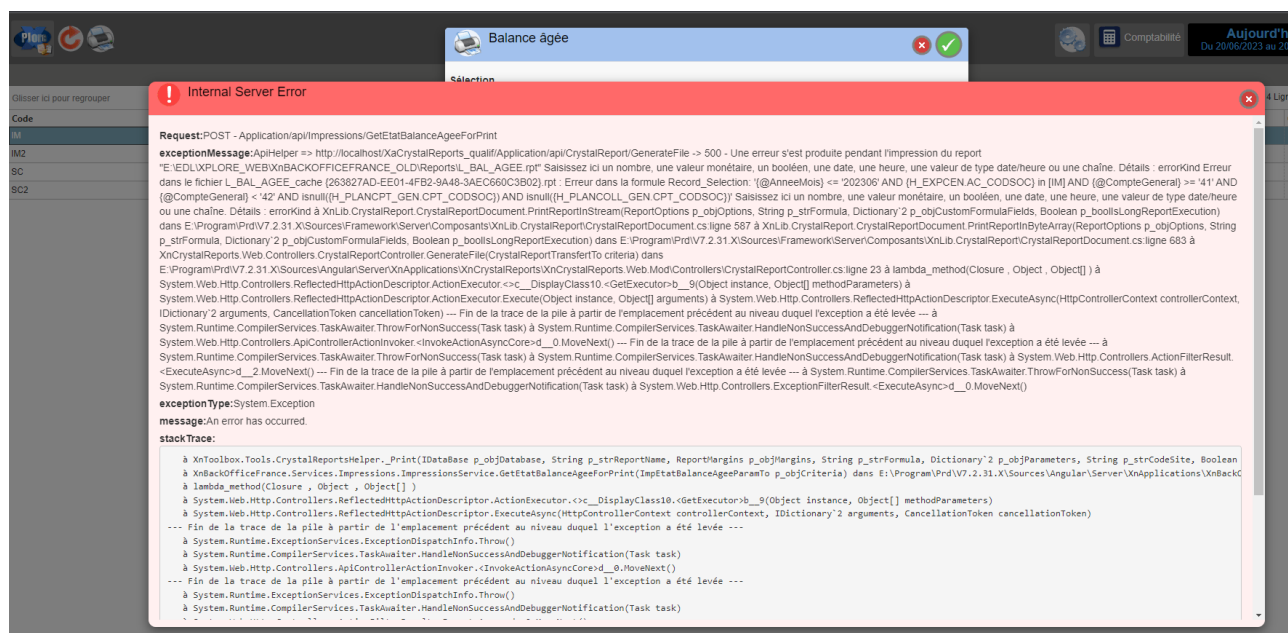 Plore
Balance âgée
Comptabilité
Aujourd'h
Du 20/06/2023 au 20
Sélection
Glisser ici pour regrouper
4 Lign
Internal Server Error
Code
IM
IM2
SC
SC2
Request:POST - Application/api/Impressions/GetEtatBalanceAgeeForPrint
exceptionMessage:ApiHelper => http://localhost/XaCrystalReports_qualif/Application/api/CrystalReport/GenerateFile -> 500 - Une erreur s'est produite pendant l'impression du report
"E:\EDL\XPLORE_WEB\XnBACKOFFICEFRANCE_OLD\Reports\L_BAL_AGEE.rpt" Saisissez ici un nombre, une valeur monétaire, un booléen, une date, une heure, une valeur de type date/heure ou une chaîne. Détails : errorKind Erreur
dans le fichier L_BAL_AGEE_cache {263827AD-EE01-4FB2-9A48-3AEC660C3B02}.rpt : Erreur dans la formule Record_Selection: '{@AnneeMois} <= '202306' AND {H_EXPCEN.AC_CODSOC} in [IM] AND {@CompteGeneral} >= '41' AND
{@CompteGeneral} < '42' AND isnull({H_PLANCPT_GEN.CPT_CODSOC}) AND isnull({H_PLANCOLL_GEN.CPT_CODSOC})' Saisissez ici un nombre, une valeur monétaire, un booléen, une date, une heure, une valeur de type date/heure
ou une chaîne. Détails : errorKind à XnLib.CrystalReport.CrystalReportDocument.PrintReportInStream(ReportOptions p_objOptions, String p_strFormula, Dictionary`2 p_objCustomFormulaFields, Boolean p_boolIsLongReportExecution)
dans E:\Program\Prd\V7.2.31.X\Sources\Framework\Server\Composants\XnLib.CrystalReport\CrystalReportDocument.cs:ligne 587 à XnLib.CrystalReport.CrystalReportDocument.PrintReportInByteArray(ReportOptions p_objOptions, String
p_strFormula, Dictionary`2 p_objCustomFormulaFields, Boolean p_boolIsLongReportExecution) dans E:\Program\Prd\V7.2.31.X\Sources\Framework\Server\Composants\XnLib.CrystalReport\CrystalReportDocument.cs:ligne 683 à
XnCrystalReports.Web.Controllers.CrystalReportController.GenerateFile(CrystalReportTransfertTo criteria) dans
E:\Program\Prd\V7.2.31.X\Sources\Angular\Server\XnApplications\XnCrystalReports\XnCrystalReports.Web.Mod\Controllers\CrystalReportController.cs:ligne 23 à lambda_method(Closure , Object , Object[] ) à
System.Web.Http.Controllers.ReflectedHttpActionDescriptor.ActionExecutor.<>c__DisplayClass10.<GetExecutor>b__9(Object instance, Object[] methodParameters) à
System.Web.Http.Controllers.ReflectedHttpActionDescriptor.ActionExecutor.Execute(Object instance, Object[] arguments) à System.Web.Http.Controllers.ReflectedHttpActionDescriptor.ExecuteAsync(HttpControllerContext controllerContext,
IDictionary`2 arguments, CancellationToken cancellationToken) --- Fin de la trace de la pile à partir de l'emplacement précédent au niveau duquel l'exception a été levée --- à
System.Runtime.CompilerServices.TaskAwaiter.ThrowForNonSuccess(Task task) à System.Runtime.CompilerServices.TaskAwaiter.HandleNonSuccessAndDebuggerNotification(Task task) à
System.Web.Http.Controllers.ApiControllerActionInvoker.<InvokeActionAsyncCore>d__0.MoveNext() --- Fin de la trace de la pile à partir de l'emplacement précédent au niveau duquel l'exception a été levée --- à
System.Runtime.CompilerServices.TaskAwaiter.ThrowForNonSuccess(Task task) à System.Runtime.CompilerServices.TaskAwaiter.HandleNonSuccessAndDebuggerNotification(Task task) à System.Web.Http.Controllers.ActionFilterResult.
<ExecuteAsync>d__2.MoveNext() --- Fin de la trace de la pile à partir de l'emplacement précédent au niveau duquel l'exception a été levée --- à System.Runtime.CompilerServices.TaskAwaiter.ThrowForNonSuccess(Task task) à
System.Runtime.CompilerServices.TaskAwaiter.HandleNonSuccessAndDebuggerNotification(Task task) à System.Web.Http.Controllers.ExceptionFilterResult.<ExecuteAsync>d__0.MoveNext()
exceptionType:System.Exception
message:An error has occurred.
stackTrace:
à XnToolbox.Tools.CrystalReportsHelper._Print(IDataBase p_objDatabase, String p_strReportName, ReportMargins p_objMargins, String p_strFormula, Dictionary`2 p_objParameters, String p_strCodeSite, Boolean
à XnBackOfficeFrance.Services.Impressions.ImpressionsService.GetEtatBalanceAgeeForPrint(ImpEtatBalanceAgeeParamTo p_objCriteria) dans E:\Program\Prd\V7.2.31.X\Sources\Angular\Server\XnApplications\XnBackO
à lambda_method(Closure , Object , Object[] )
à System.Web.Http.Controllers.ReflectedHttpActionDescriptor.ActionExecutor.<>c__DisplayClass10.<GetExecutor>b__9(Object instance, Object[] methodParameters)
à System.Web.Http.Controllers.ReflectedHttpActionDescriptor.ExecuteAsync(HttpControllerContext controllerContext, IDictionary`2 arguments, CancellationToken cancellationToken)
--- Fin de la trace de la pile à partir de l'emplacement précédent au niveau duquel l'exception a été levée ---
à System.Runtime.ExceptionServices.ExceptionDispatchInfo.Throw()
à System.Runtime.CompilerServices.TaskAwaiter.HandleNonSuccessAndDebuggerNotification(Task task)
à System.Web.Http.Controllers.ApiControllerActionInvoker.<InvokeActionAsyncCore>d__0.MoveNext()
--- Fin de la trace de la pile à partir de l'emplacement précédent au niveau duquel l'exception a été levée ---
à System.Runtime.ExceptionServices.ExceptionDispatchInfo.Throw()
à System.Runtime.CompilerServices.TaskAwaiter.HandleNonSuccessAndDebuggerNotification(Task task)